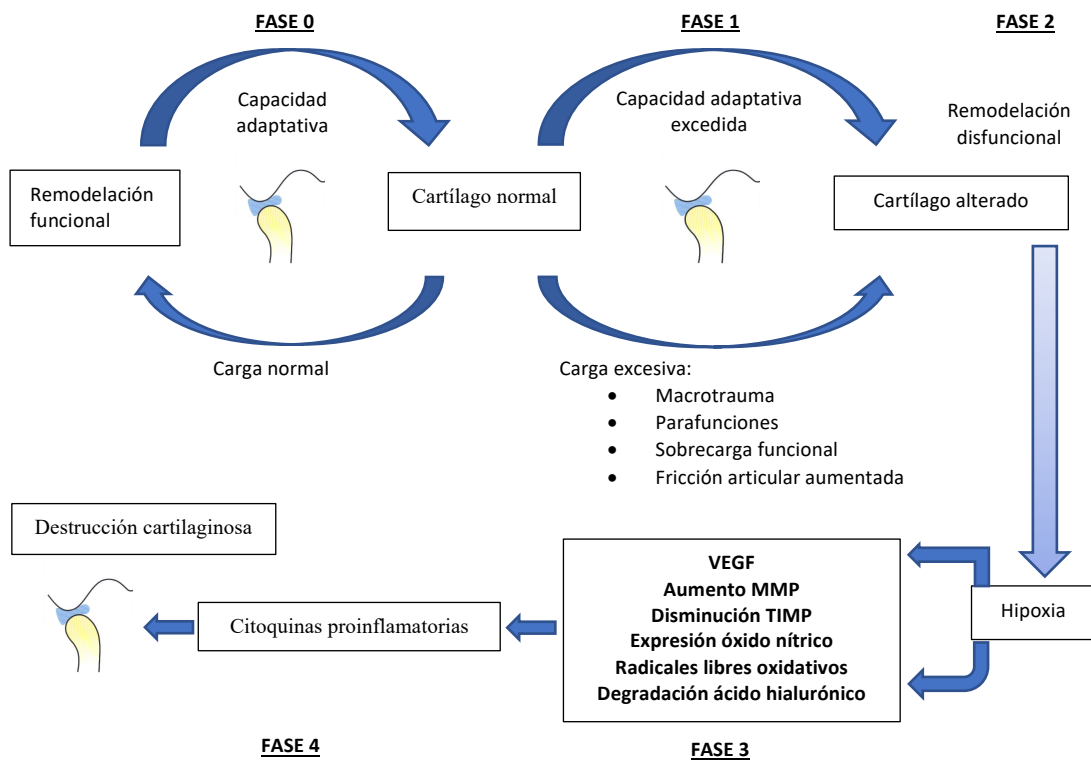 FASE 0
FASE 1
FASE 2
Capacidad
adaptativa
Capacidad adaptativa
excedida
Remodelación
disfuncional
Remodelación
funcional
Cartílago normal
Cartílago alterado
Carga normal
Carga excesiva:
• Macrotrauma
• Parafunciones
• Sobrecarga funcional
• Fricción articular aumentada
Hipoxia
VEGF
Aumento MMP
Disminución TIMP
Expresión óxido nítrico
Radicales libres oxidativos
Degradación ácido hialurónico
Citoquinas proinflamatorias
Destrucción cartilaginosa
FASE 4
FASE 3